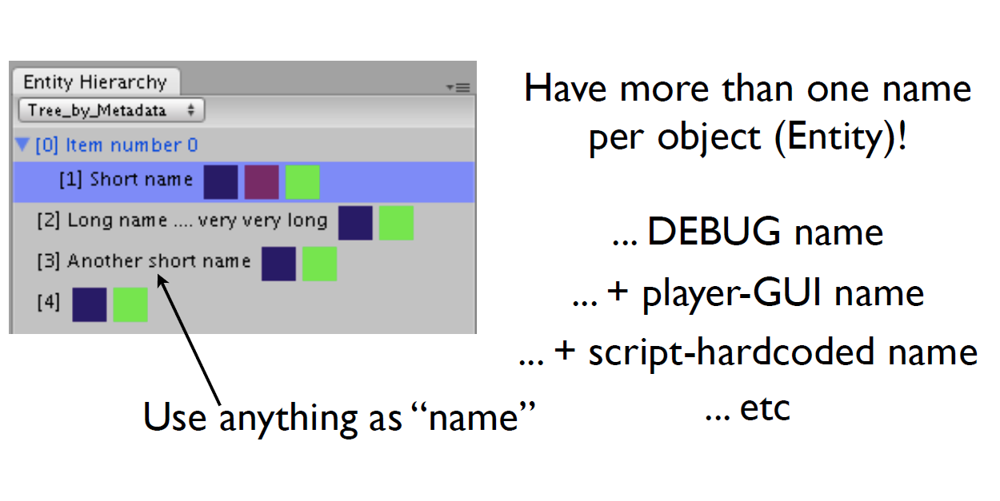 Entity Hierarchy
Tree_by_Metadata
[0] Item number 0
[1] Short name
[2] Long name .... very very long
[3] Another short name
[4]
Use anything as “name”
Have more than one name
per object (Entity)!
... DEBUG name
... + player-GUI name
... + script-hardcoded name
... etc